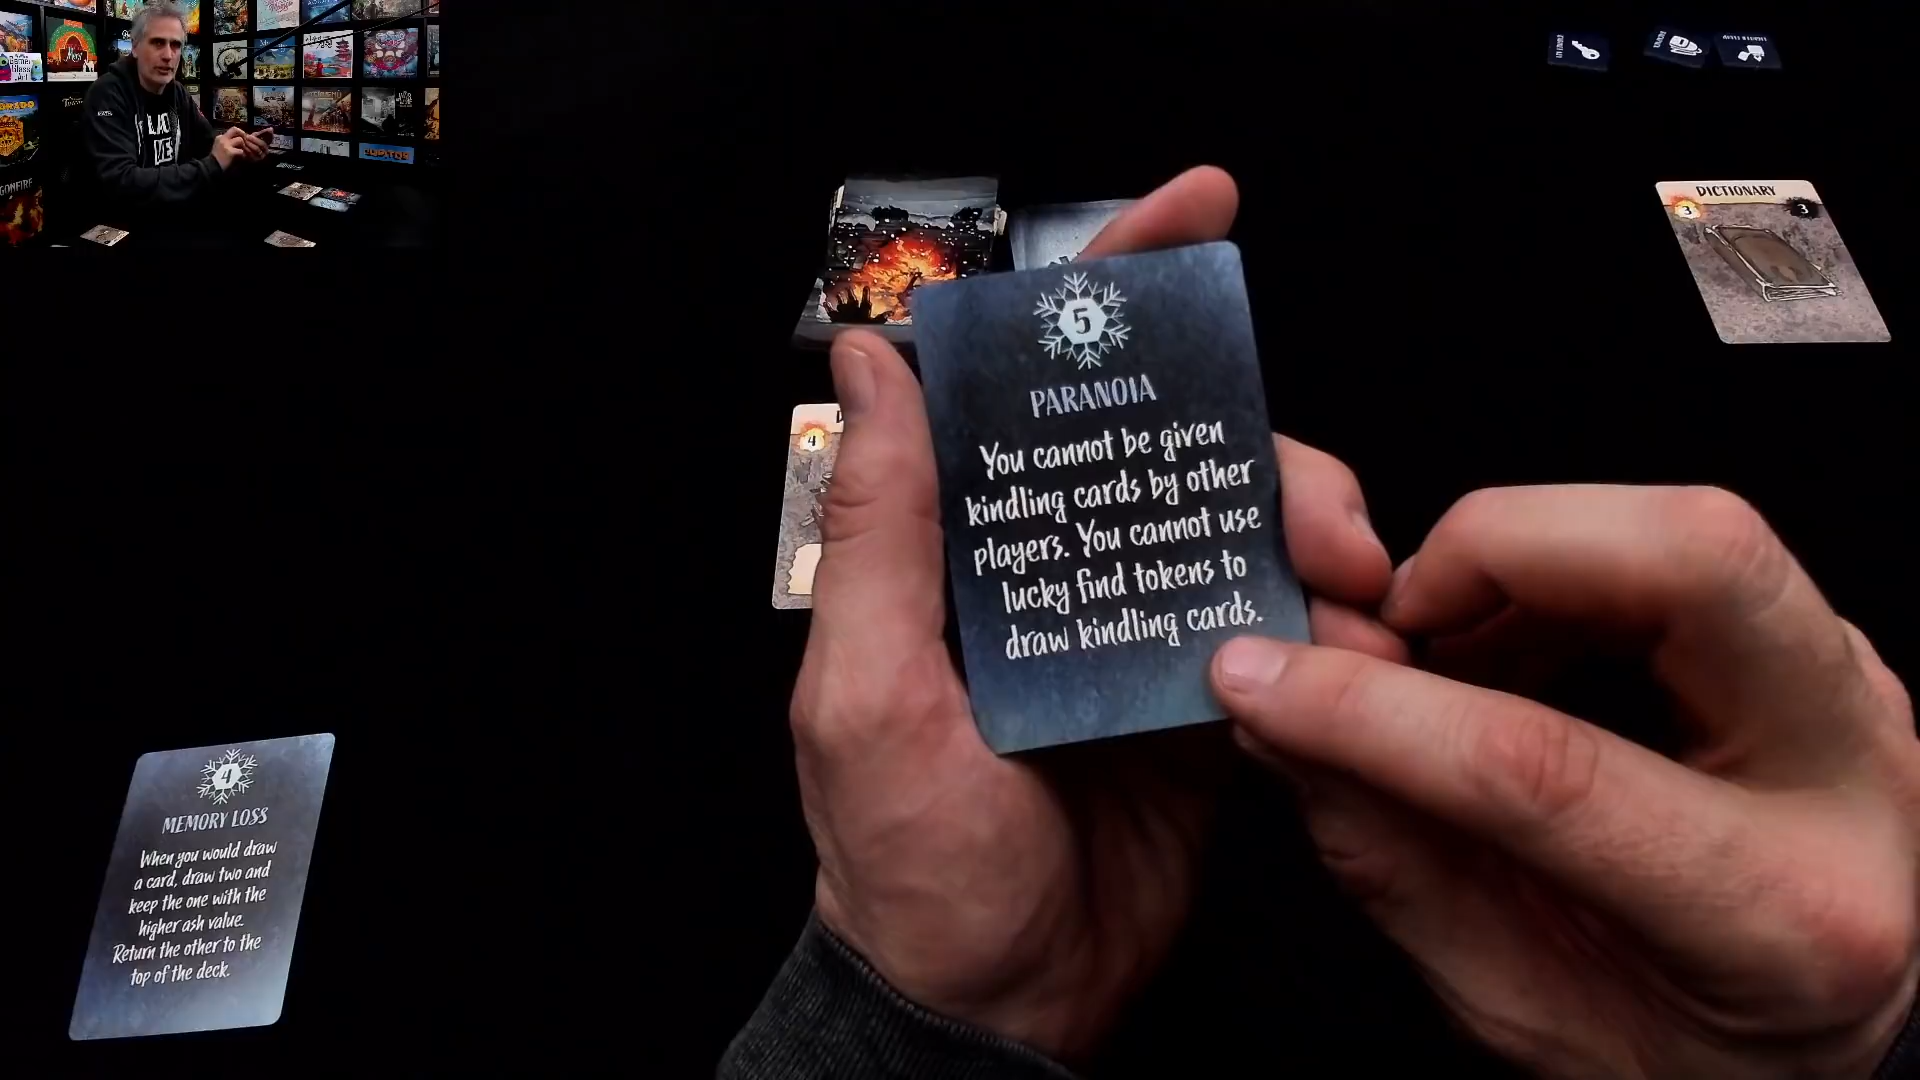 DICTIONARY
3
3
4
5
PARANOIA
You cannot be given
kindling cards by other
players. You cannot use
lucky find tokens to
draw kindling cards.
4
MEMORY LOSS
When you would draw
a card, draw two and
keep the one with the
higher ash value.
Return the other to the
top of the deck.